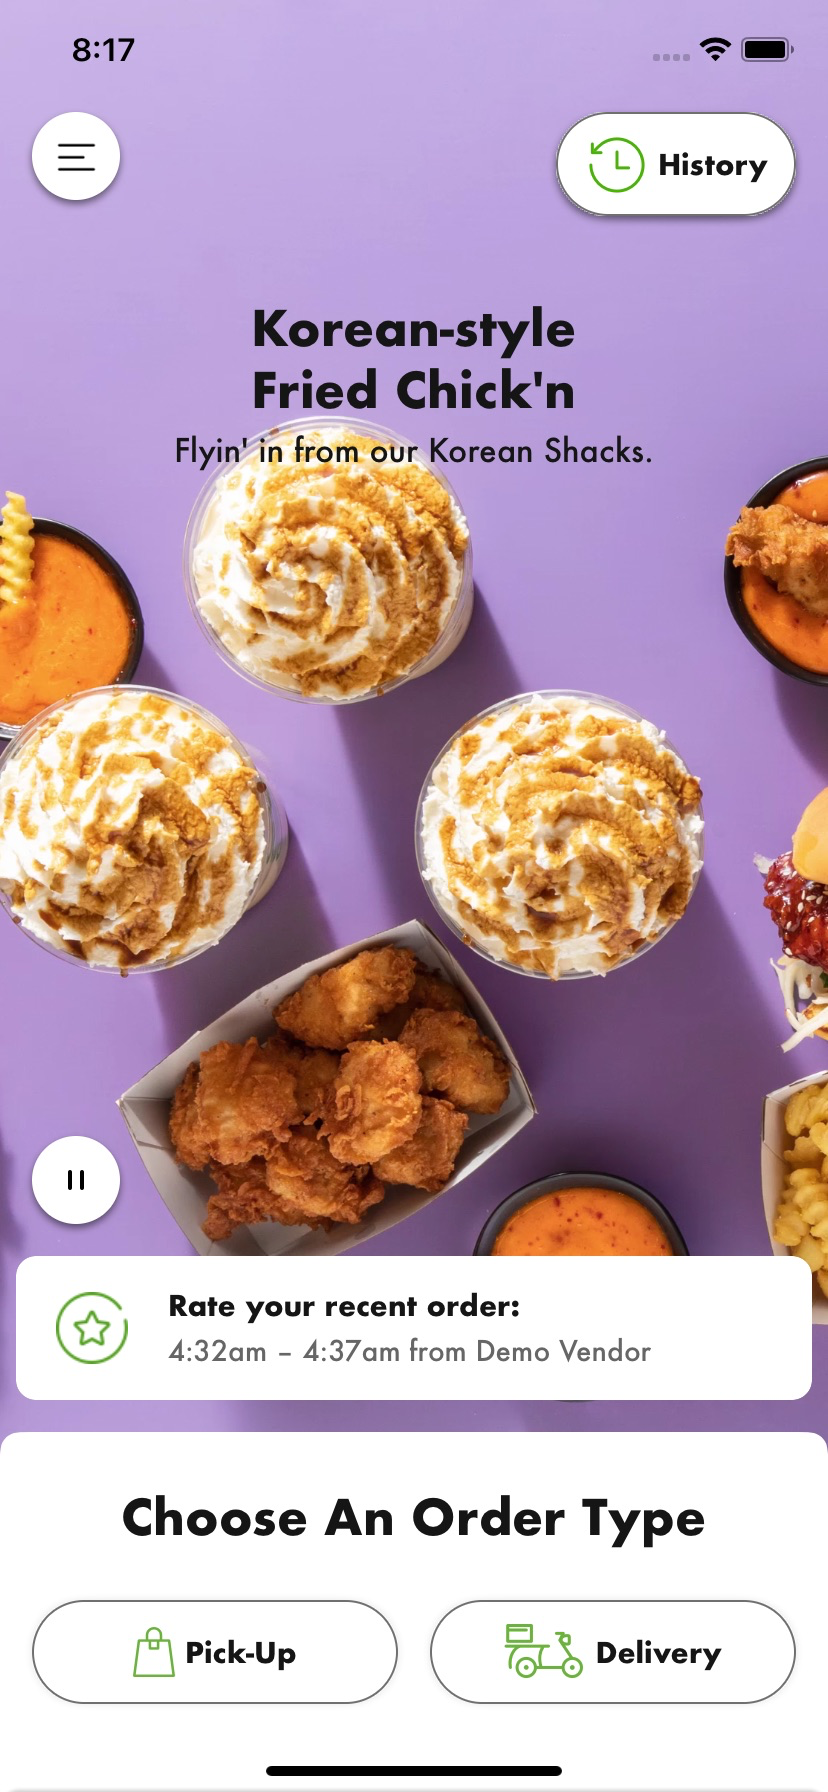 8:17
History
Korean-style
Fried Chick'n
Flyin' in from our Korean Shacks.
Rate your recent order:
4:32am – 4:37am from Demo Vendor
Choose An Order Type
Pick-Up
Delivery